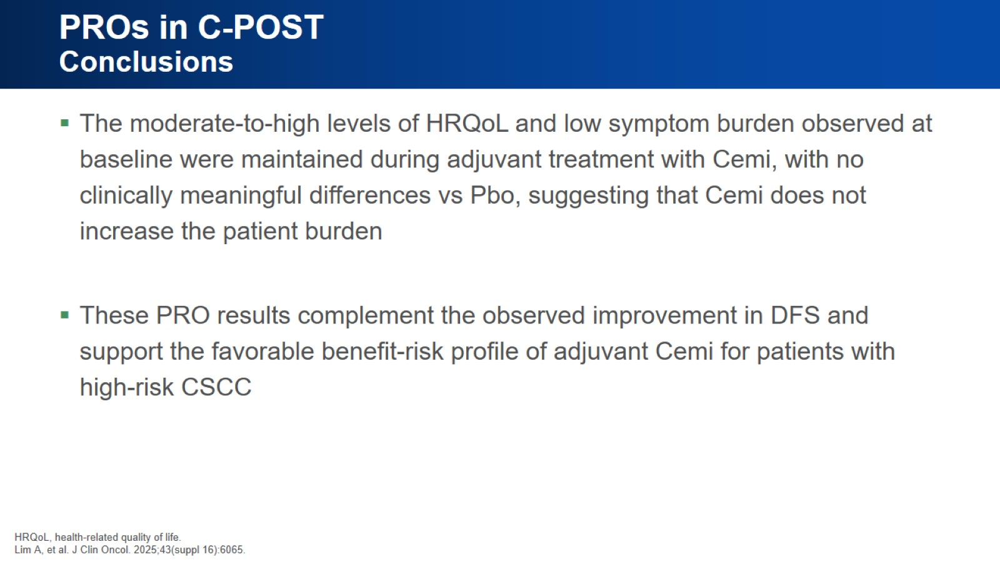 PROs in C-POST
Conclusions
▪ The moderate-to-high levels of HRQoL and low symptom burden observed at
baseline were maintained during adjuvant treatment with Cemi, with no
clinically meaningful differences vs Pbo, suggesting that Cemi does not
increase the patient burden
▪ These PRO results complement the observed improvement in DFS and
support the favorable benefit-risk profile of adjuvant Cemi for patients with
high-risk CSCC
HRQoL, health-related quality of life.
Lim A, et al. J Clin Oncol. 2025;43(suppl 16):6065.